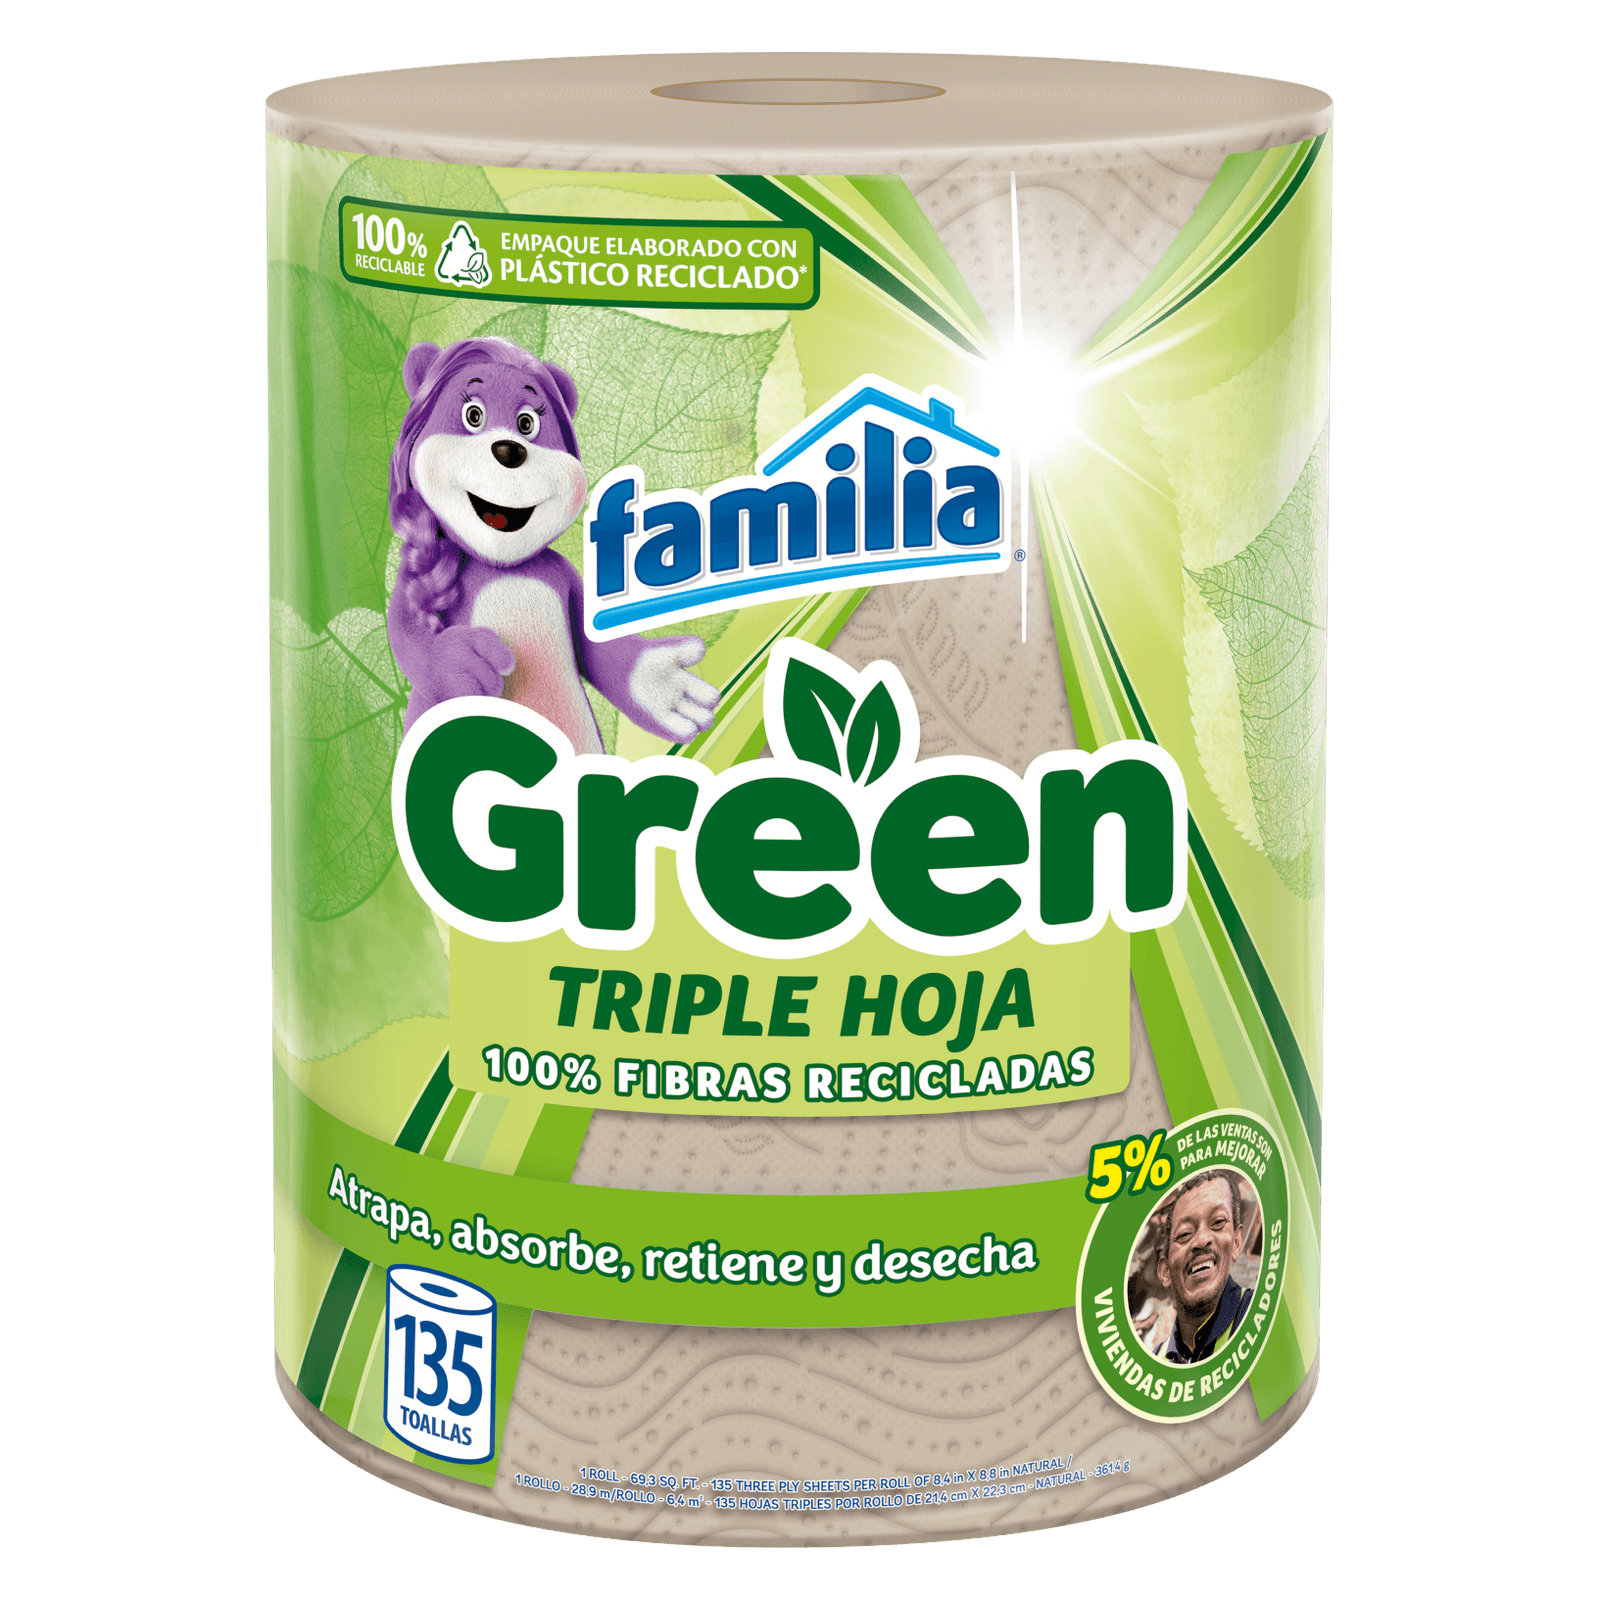 100%
RECICLABLE
EMPAQUE ELABORADO CON
PLÁSTICO RECICLADO*
familia®
Green
TRIPLE HOJA
100% FIBRAS RECICLADAS
Atrapa, absorbe, retiene y desecha
135
TOALLAS
5%
DE LAS VENTAS SON
PARA MEJORAR
VIVIENDAS DE RECICLADORES
1 ROLL - 69,3 SQ. FT. - 135 THREE PLY SHEETS PER ROLL OF 8,4 in X 8,8 in NATURAL /
1 ROLLO - 28,9 m/ROLLO - 6,4 m² - 135 HOJAS TRIPLES POR ROLLO DE 21,4 cm X 22,3 cm - NATURAL - 361,4 g